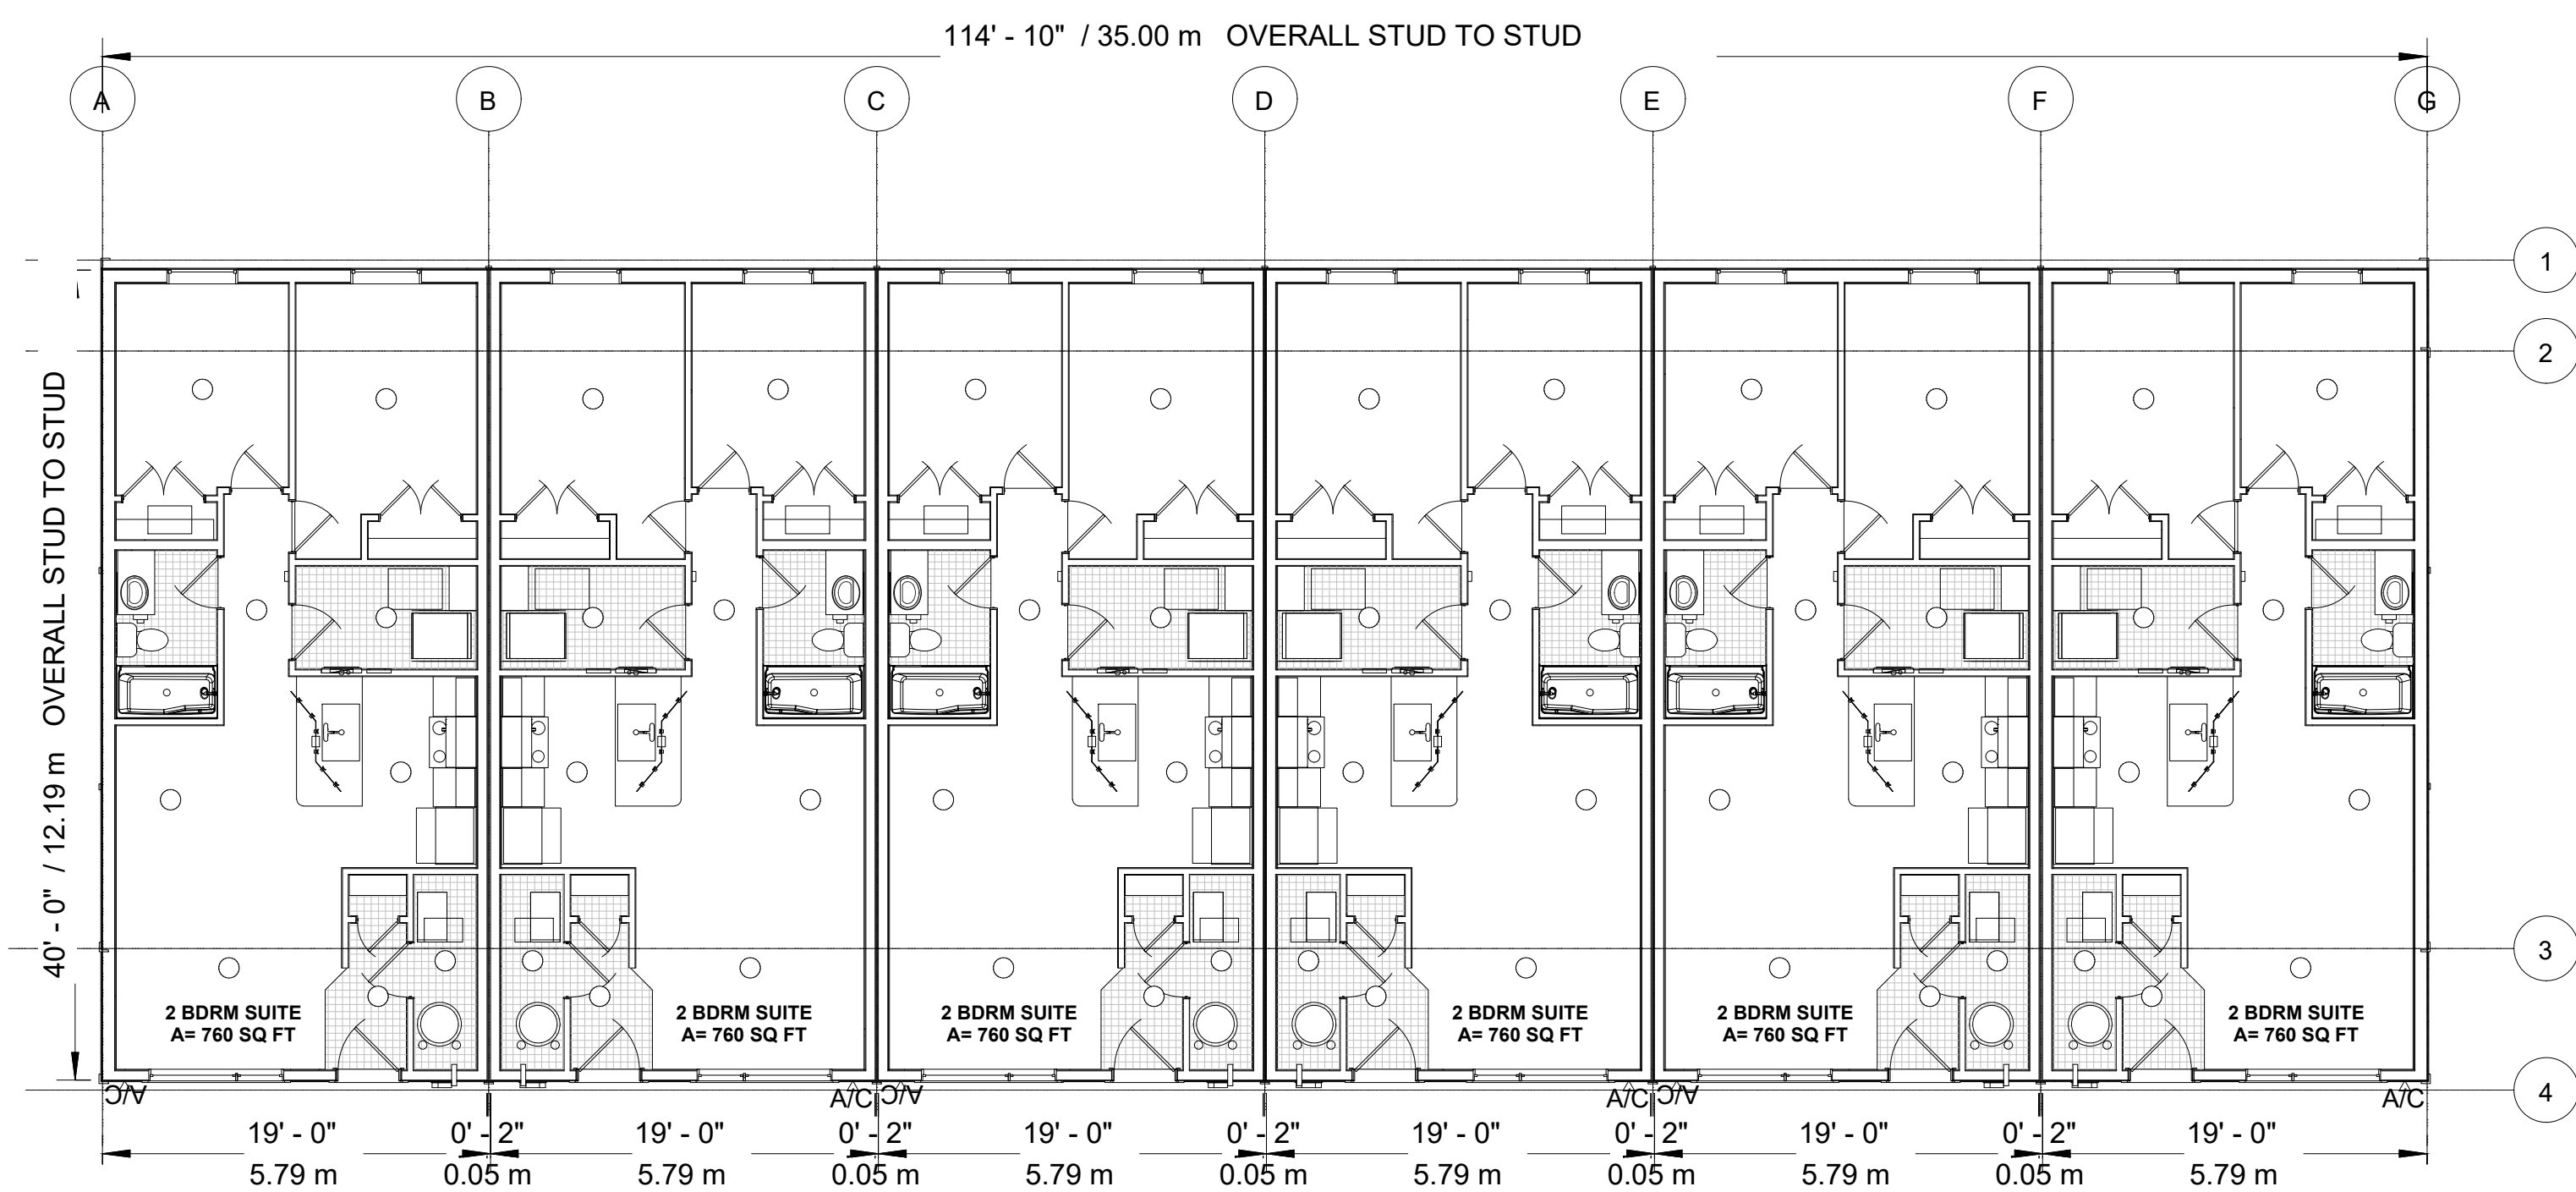 114' - 10" / 35.00 m OVERALL STUD TO STUD
A B C D E F G
1
2
3
4
40' - 0" / 12.19 m OVERALL STUD TO STUD
2 BDRM SUITE
A= 760 SQ FT
2 BDRM SUITE
A= 760 SQ FT
2 BDRM SUITE
A= 760 SQ FT
2 BDRM SUITE
A= 760 SQ FT
2 BDRM SUITE
A= 760 SQ FT
2 BDRM SUITE
A= 760 SQ FT
A/C A/C A/C A/C A/C A/C
19' - 0" 0' - 2" 19' - 0" 0' - 2" 19' - 0" 0' - 2" 19' - 0" 0' - 2" 19' - 0" 0' - 2" 19' - 0"
5.79 m 0.05 m 5.79 m 0.05 m 5.79 m 0.05 m 5.79 m 0.05 m 5.79 m 0.05 m 5.79 m